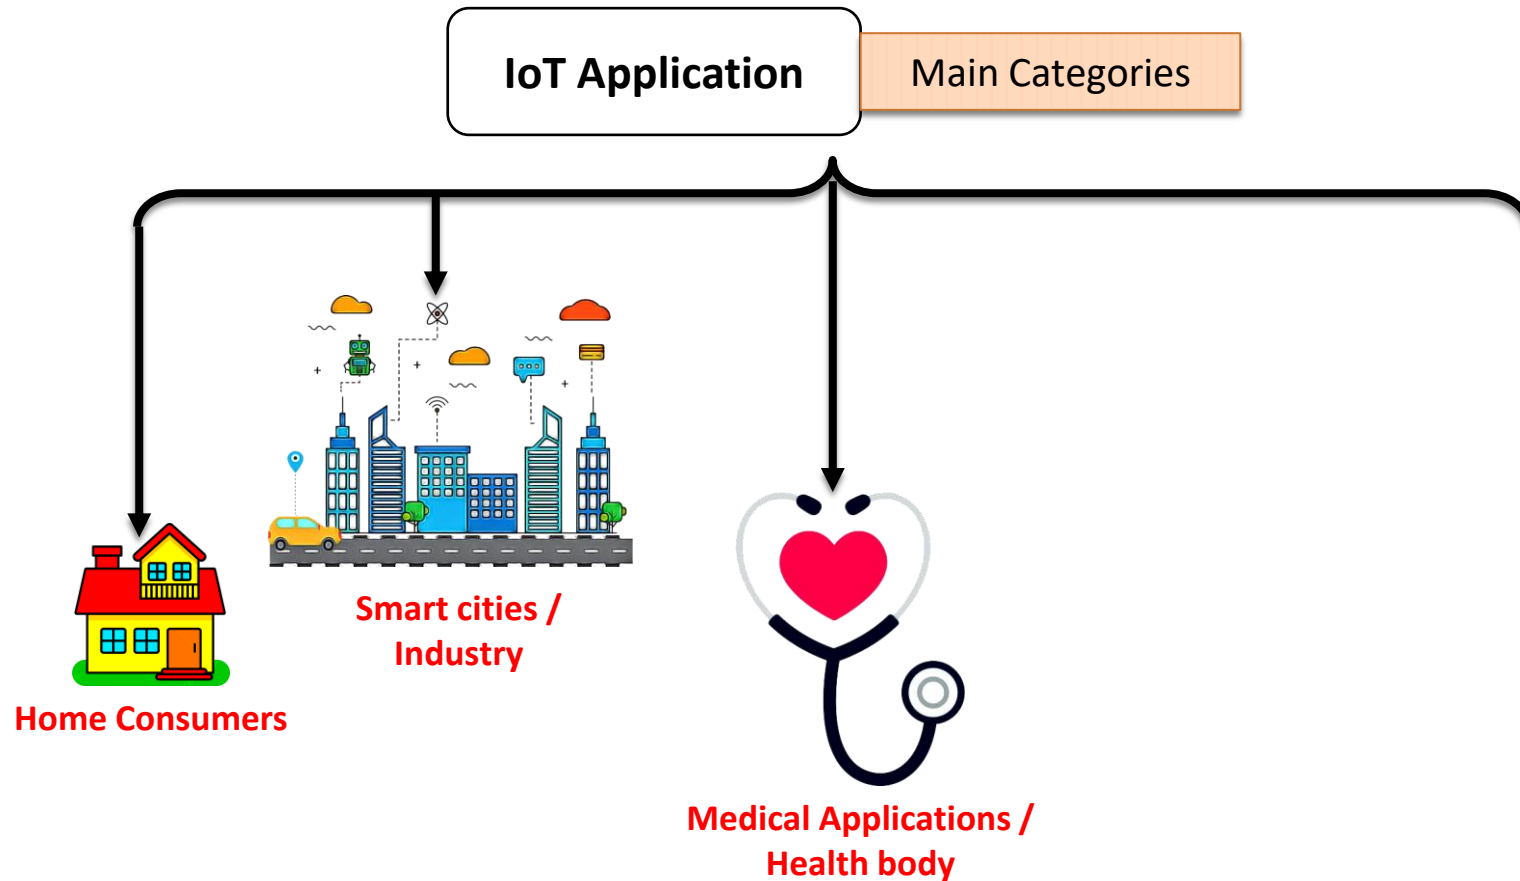 IoT Application
Main Categories
Smart cities /
Industry
Home Consumers
Medical Applications /
Health body